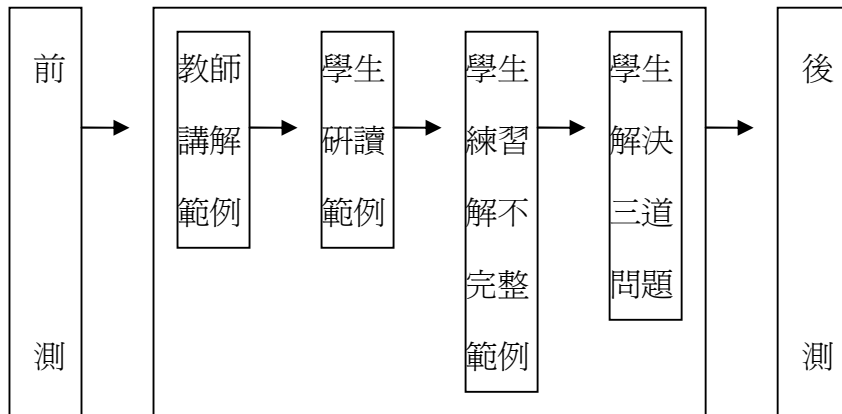 前測
教師講解範例
學生研讀範例
學生練習解不完整範例
學生解決三道問題
後測